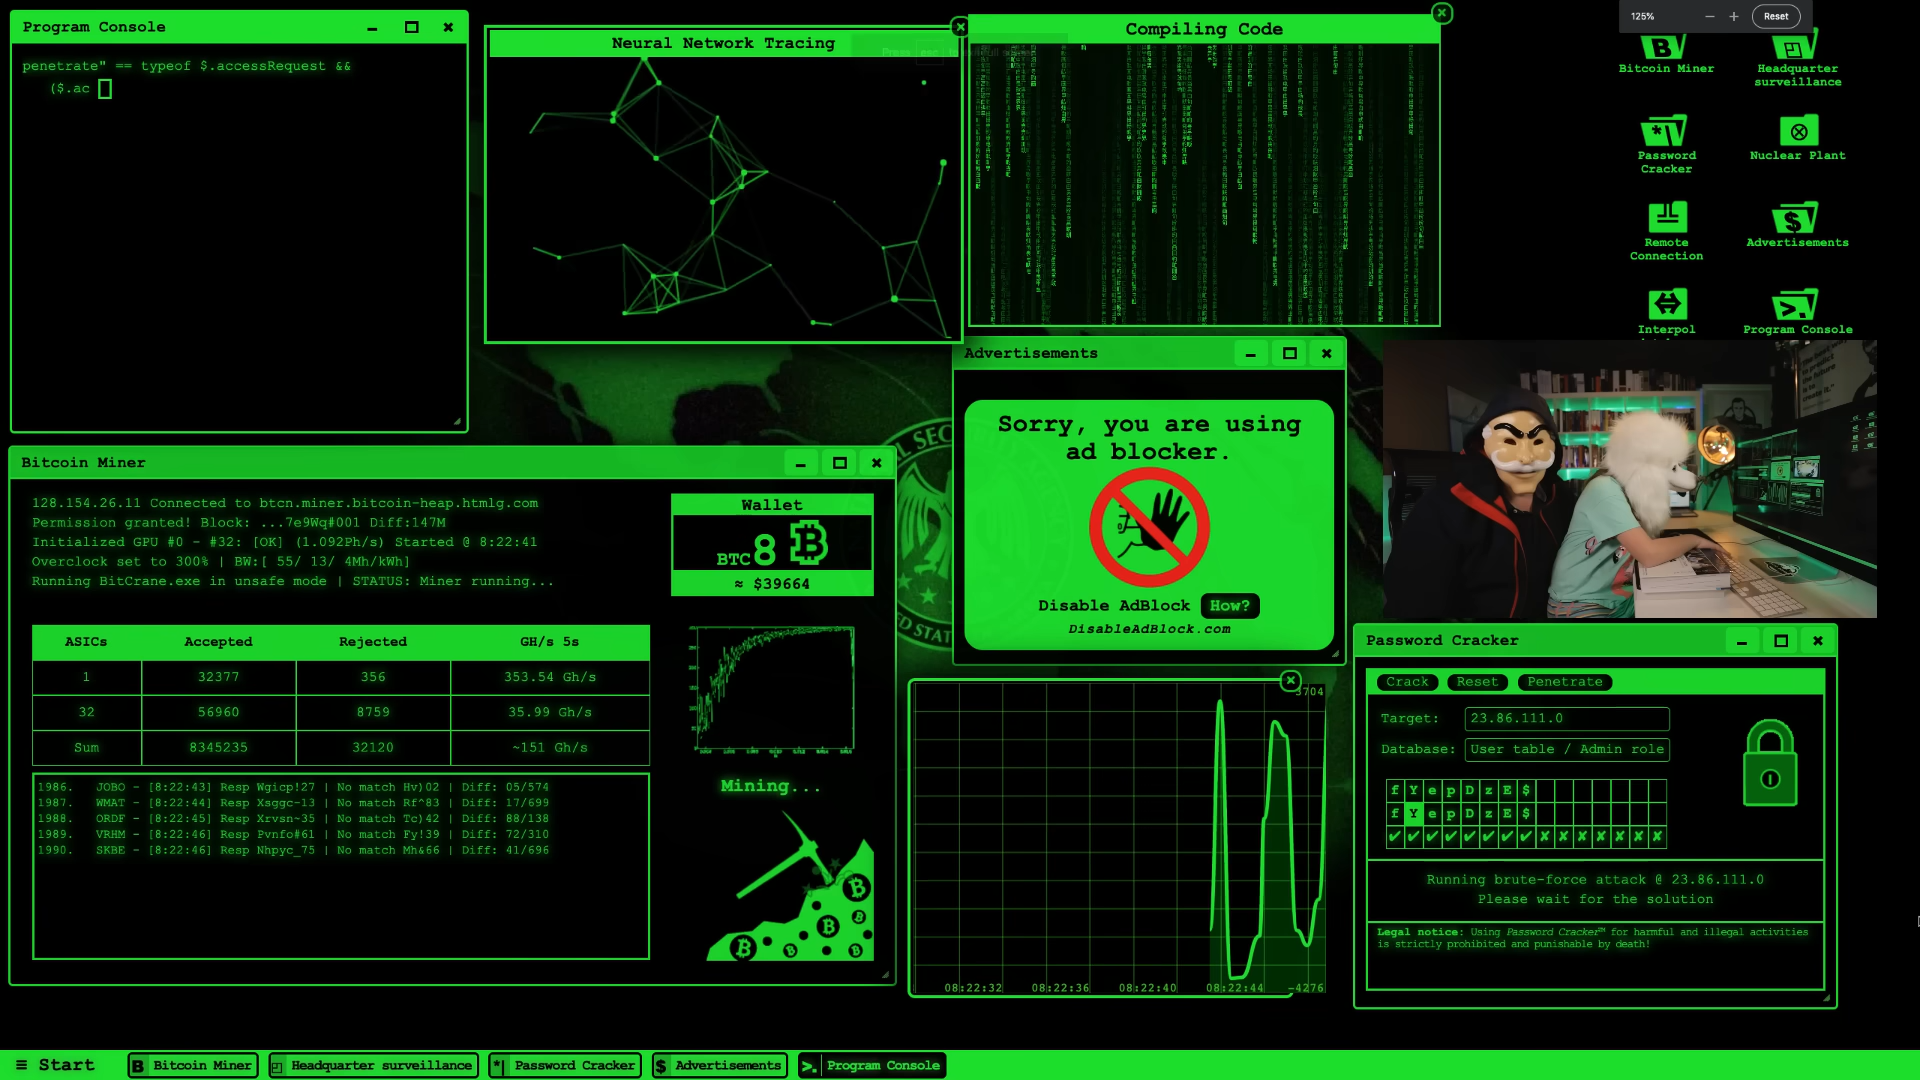 Program Console
penetrate" == typeof $.accessRequest &&
($.ac
Neural Network Tracing
Compiling Code
125%
Reset
Bitcoin Miner
Headquarter
surveillance
Password
Cracker
Nuclear Plant
Remote
Connection
Advertisements
Interpol
Program Console
Bitcoin Miner
128.154.26.11 Connected to btcn.miner.bitcoin-heap.htmlg.com
Permission granted! Block: ...7e9Wq#001 Diff:147M
Initialized GPU #0 - #32: [OK] (1.092Ph/s) Started @ 8:22:41
Overclock set to 300% | BW:[ 55/ 13/ 4Mh/kWh]
Running BitCrane.exe in unsafe mode | STATUS: Miner running...
Wallet
BTC 8
≈ $39664
ASICs Accepted Rejected GH/s 5s
1 32377 356 353.54 Gh/s
32 56960 8759 35.99 Gh/s
Sum 8345235 32120 ~151 Gh/s
1986. JOBO - [8:22:43] Resp Wgicp!27 | No match Hv)02 | Diff: 05/574
1987. WMAT - [8:22:44] Resp Xsggc-13 | No match Rf^83 | Diff: 17/699
1988. ORDF - [8:22:45] Resp Xrvsn~35 | No match Tc)42 | Diff: 88/138
1989. VRHM - [8:22:46] Resp Pvnfo#61 | No match Fy!39 | Diff: 72/310
1990. SKBE - [8:22:46] Resp Nhpyc_75 | No match Mh&66 | Diff: 41/696
Mining...
Advertisements
Sorry, you are using
ad blocker.
Disable AdBlock How?
DisableAdBlock.com
3704
08:22:32 08:22:36 08:22:40 08:22:44 -4276
Password Cracker
Crack Reset Penetrate
Target: 23.86.111.0
Database: User table / Admin role
f Y e p D z E $
f Y e p D z E $
✔ ✔ ✔ ✔ ✔ ✔ ✔ ✔ ✘ ✘ ✘ ✘ ✘ ✘ ✘
Running brute-force attack @ 23.86.111.0
Please wait for the solution
Legal notice: Using Password Cracker™ for harmful and illegal activities
is strictly prohibited and punishable by death!
≡ Start
Bitcoin Miner
Headquarter surveillance
Password Cracker
Advertisements
Program Console